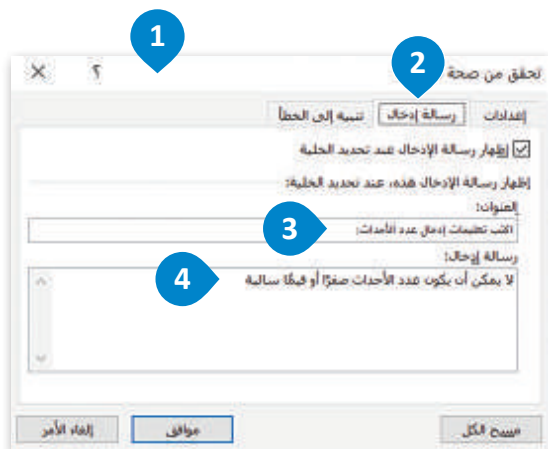 1
2
تحقق من صحة
؟ ×
إعدادات رسالة إدخال تنبيه إلى الخطأ
إظهار رسالة الإدخال عند تحديد الخلية
إظهار رسالة الإدخال هذه، عند تحديد الخلية:
العنوان:
اكتب تعليمات إدخال عدد الأحداث:
3
رسالة إدخال:
لا يمكن أن يكون عدد الأحداث صفرًا أو قيمًا سالبة
4
مسح الكل موافق إلغاء الأمر